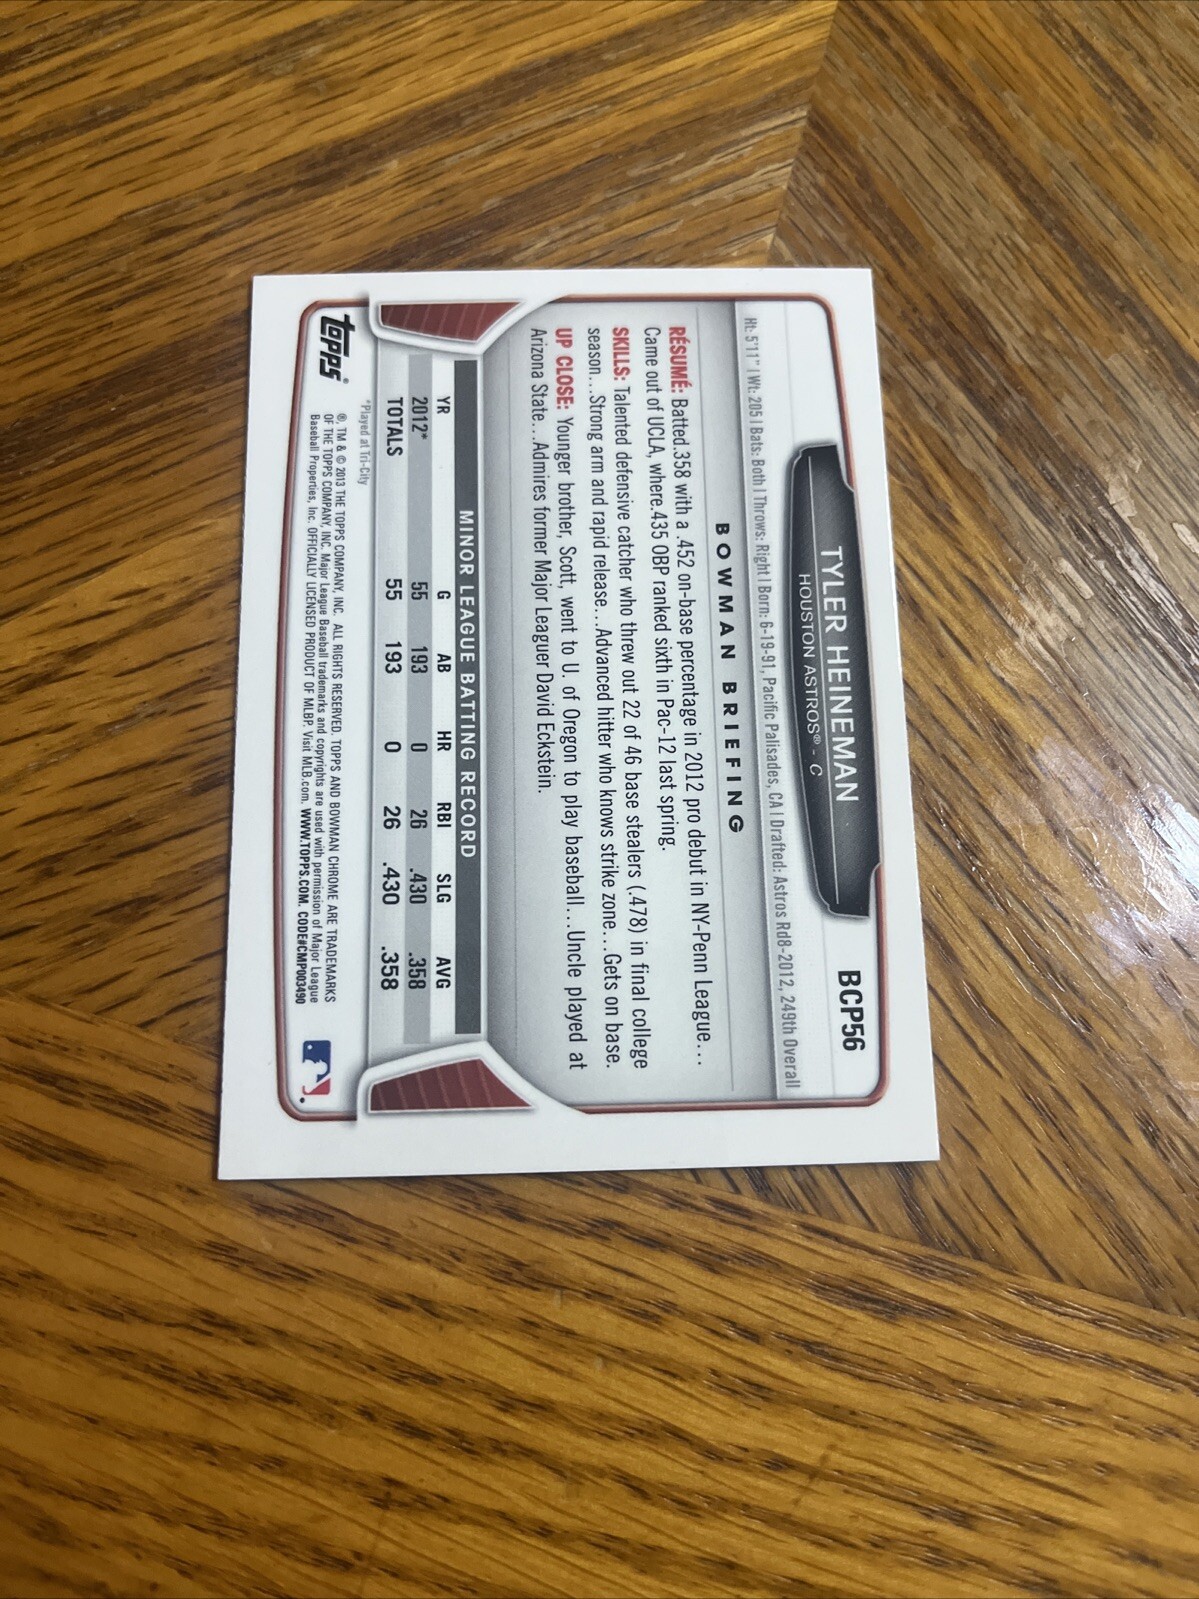 BCP56
TYLER HEINEMAN
HOUSTON ASTROS® - C
Ht: 5'11" | Wt: 205 | Bats: Both | Throws: Right | Born: 6-19-91, Pacific Palisades, CA | Drafted: Astros Rd8-2012, 249th Overall
BOWMAN BRIEFING
RÉSUMÉ: Batted.358 with a .452 on-base percentage in 2012 pro debut in NY-Penn League...
Came out of UCLA, where.435 OBP ranked sixth in Pac-12 last spring.
SKILLS: Talented defensive catcher who threw out 22 of 46 base stealers (.478) in final college
season...Strong arm and rapid release...Advanced hitter who knows strike zone...Gets on base.
UP CLOSE: Younger brother, Scott, went to U. of Oregon to play baseball...Uncle played at
Arizona State...Admires former Major Leaguer David Eckstein.
MINOR LEAGUE BATTING RECORD
YR G AB HR RBI SLG AVG
2012* 55 193 0 26 .430 .358
TOTALS 55 193 0 26 .430 .358
*Played at Tri-City
topps®
®, TM & © 2013 THE TOPPS COMPANY, INC. ALL RIGHTS RESERVED. TOPPS AND BOWMAN CHROME ARE TRADEMARKS
OF THE TOPPS COMPANY, INC. Major League Baseball trademarks and copyrights are used with permission of Major League
Baseball Properties, Inc. OFFICIALLY LICENSED PRODUCT OF MLBP. Visit MLB.com. WWW.TOPPS.COM. CODE#CMP003490